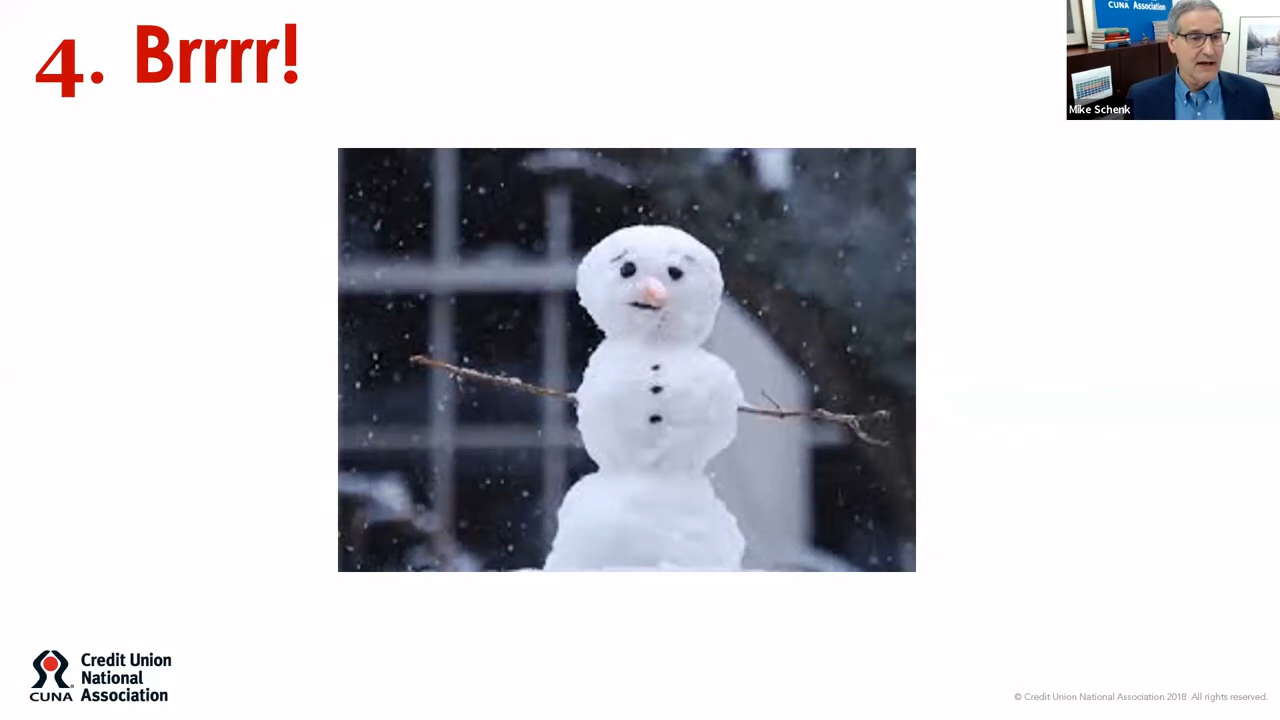 4. Brrrr!
CUNA Association
Mike Schenk
CUNA
Credit Union
National
Association
© Credit Union National Association 2018 All rights reserved.